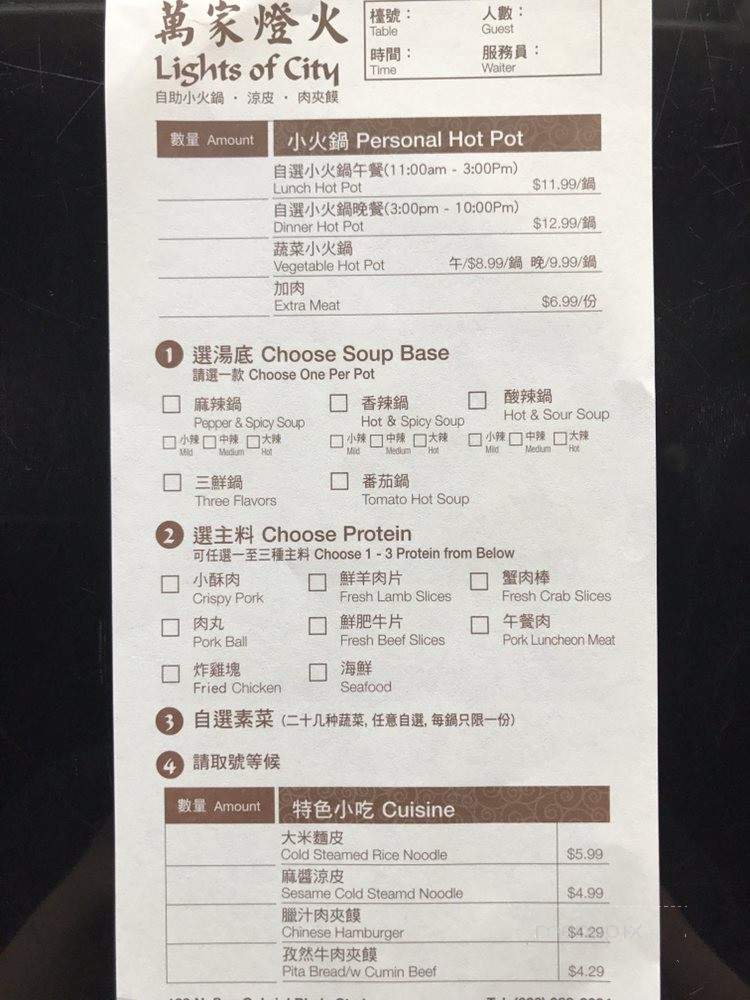 萬家燈火
Lights of City
自助小火鍋 · 涼皮 · 肉夾饃
檯號：
Table
人數：
Guest
時間：
Time
服務員：
Waiter
數量 Amount 小火鍋 Personal Hot Pot
自選小火鍋午餐(11:00am - 3:00Pm)
Lunch Hot Pot $11.99/鍋
自選小火鍋晚餐(3:00pm - 10:00Pm)
Dinner Hot Pot $12.99/鍋
蔬菜小火鍋
Vegetable Hot Pot 午/$8.99/鍋 晚/9.99/鍋
加肉
Extra Meat $6.99/份
1 選湯底 Choose Soup Base
請選一款 Choose One Per Pot
麻辣鍋 香辣鍋 酸辣鍋
Pepper & Spicy Soup Hot & Spicy Soup Hot & Sour Soup
小辣 中辣 大辣 小辣 中辣 大辣 小辣 中辣 大辣
Mild Medium Hot Mild Medium Hot Mild Medium Hot
三鮮鍋 番茄鍋
Three Flavors Tomato Hot Soup
2 選主料 Choose Protein
可任選一至三種主料 Choose 1 - 3 Protein from Below
小酥肉 鮮羊肉片 蟹肉棒
Crispy Pork Fresh Lamb Slices Fresh Crab Slices
肉丸 鮮肥牛片 午餐肉
Pork Ball Fresh Beef Slices Pork Luncheon Meat
炸雞塊 海鮮
Fried Chicken Seafood
3 自選素菜 (二十几种蔬菜, 任意自選, 每鍋只限一份)
4 請取號等候
數量 Amount 特色小吃 Cuisine
大米麵皮
Cold Steamed Rice Noodle $5.99
麻醬涼皮
Sesame Cold Steamd Noodle $4.99
臘汁肉夾饃
Chinese Hamburger $4.29
孜然牛肉夾饃
Pita Bread/w Cumin Beef $4.29